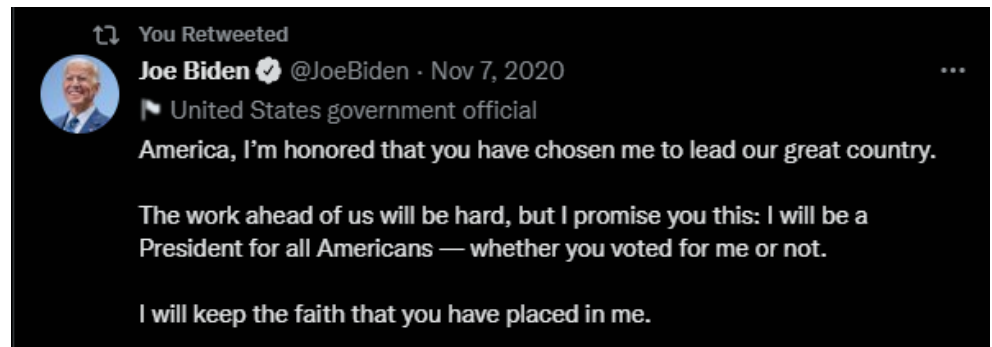 You Retweeted
Joe Biden @JoeBiden · Nov 7, 2020
United States government official
America, I’m honored that you have chosen me to lead our great country.
The work ahead of us will be hard, but I promise you this: I will be a
President for all Americans — whether you voted for me or not.
I will keep the faith that you have placed in me.